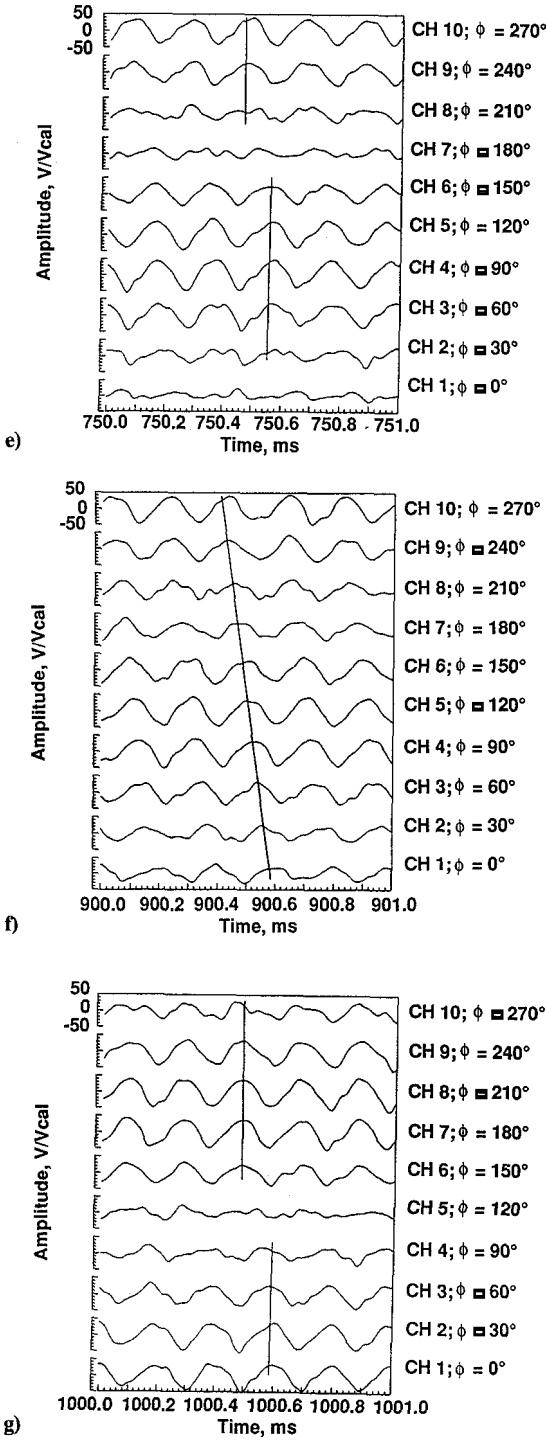 50
0
-50
CH 10; ϕ = 270°
CH 9; ϕ = 240°
CH 8; ϕ = 210°
CH 7; ϕ = 180°
CH 6; ϕ = 150°
CH 5; ϕ = 120°
CH 4; ϕ = 90°
CH 3; ϕ = 60°
CH 2; ϕ = 30°
CH 1; ϕ = 0°
Amplitude, V/Vcal
750.0 750.2 750.4 750.6 750.8 751.0
Time, ms
e)
50
0
-50
CH 10; ϕ = 270°
CH 9; ϕ = 240°
CH 8; ϕ = 210°
CH 7; ϕ = 180°
CH 6; ϕ = 150°
CH 5; ϕ = 120°
CH 4; ϕ = 90°
CH 3; ϕ = 60°
CH 2; ϕ = 30°
CH 1; ϕ = 0°
Amplitude, V/Vcal
900.0 900.2 900.4 900.6 900.8 901.0
Time, ms
f)
50
0
-50
CH 10; ϕ = 270°
CH 9; ϕ = 240°
CH 8; ϕ = 210°
CH 7; ϕ = 180°
CH 6; ϕ = 150°
CH 5; ϕ = 120°
CH 4; ϕ = 90°
CH 3; ϕ = 60°
CH 2; ϕ = 30°
CH 1; ϕ = 0°
Amplitude, V/Vcal
1000.0 1000.2 1000.4 1000.6 1000.8 1001.0
Time, ms
g)